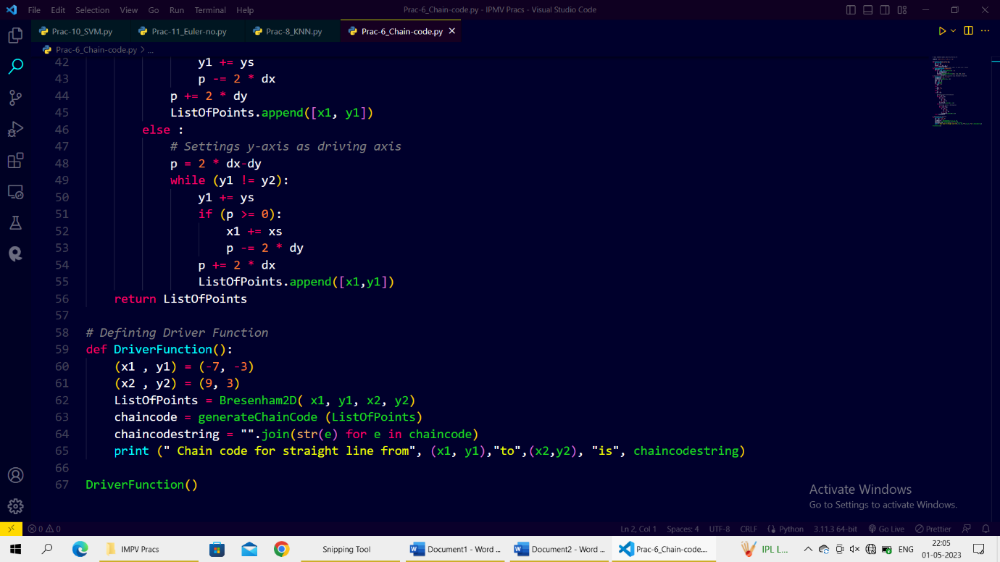 File Edit Selection View Go Run Terminal Help Prac-6_Chain-code.py - IPMV Pracs - Visual Studio Code
Prac-10_SVM.py Prac-11_Euler-no.py Prac-8_KNN.py Prac-6_Chain-code.py
Prac-6_Chain-code.py > ...
42 y1 += ys
43 p -= 2 * dx
44 p += 2 * dy
45 ListOfPoints.append([x1, y1])
46 else :
47 # Settings y-axis as driving axis
48 p = 2 * dx-dy
49 while (y1 != y2):
50 y1 += ys
51 if (p >= 0):
52 x1 += xs
53 p -= 2 * dy
54 p += 2 * dx
55 ListOfPoints.append([x1,y1])
56 return ListOfPoints
57
58 # Defining Driver Function
59 def DriverFunction():
60 (x1 , y1) = (-7, -3)
61 (x2 , y2) = (9, 3)
62 ListOfPoints = Bresenham2D( x1, y1, x2, y2)
63 chaincode = generateChainCode (ListOfPoints)
64 chaincodestring = "".join(str(e) for e in chaincode)
65 print (" Chain code for straight line from", (x1, y1),"to",(x2,y2), "is", chaincodestring)
66
67 DriverFunction()
Activate Windows
Go to Settings to activate Windows.
0 0 Ln 2, Col 1 Spaces: 4 UTF-8 CRLF Python 3.11.3 64-bit Go Live Prettier
IMPV Pracs Snipping Tool Document1 - Word ... Document2 - Word ... Prac-6_Chain-code.... IPL L... ENG 22:05
01-05-2023